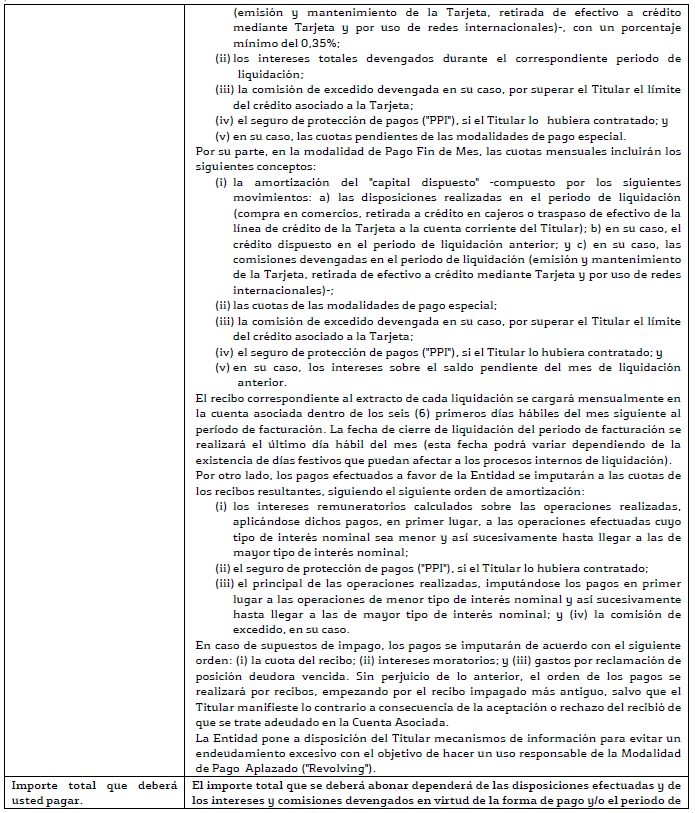 (emisión y mantenimiento de la Tarjeta, retirada de efectivo a crédito
mediante Tarjeta y por uso de redes internacionales)-, con un porcentaje
mínimo del 0,35%;
(ii) los intereses totales devengados durante el correspondiente periodo de
liquidación;
(iii) la comisión de excedido devengada en su caso, por superar el Titular el límite
del crédito asociado a la Tarjeta;
(iv) el seguro de protección de pagos ("PPI"), si el Titular lo hubiera contratado; y
(v) en su caso, las cuotas pendientes de las modalidades de pago especial.
Por su parte, en la modalidad de Pago Fin de Mes, las cuotas mensuales incluirán los
siguientes conceptos:
(i) la amortización del "capital dispuesto" -compuesto por los siguientes
movimientos: a) las disposiciones realizadas en el periodo de liquidación
(compra en comercios, retirada a crédito en cajeros o traspaso de efectivo de la
línea de crédito de la Tarjeta a la cuenta corriente del Titular); b) en su caso, el
crédito dispuesto en el periodo de liquidación anterior; y c) en su caso, las
comisiones devengadas en el periodo de liquidación (emisión y mantenimiento
de la Tarjeta, retirada de efectivo a crédito mediante Tarjeta y por uso de redes
internacionales)-;
(ii) las cuotas de las modalidades de pago especial;
(iii) la comisión de excedido devengada en su caso, por superar el Titular el límite
del crédito asociado a la Tarjeta;
(iv) el seguro de protección de pagos ("PPI"), si el Titular lo hubiera contratado; y
(v) en su caso, los intereses sobre el saldo pendiente del mes de liquidación
anterior.
El recibo correspondiente al extracto de cada liquidación se cargará mensualmente en
la cuenta asociada dentro de los seis (6) primeros días hábiles del mes siguiente al
período de facturación. La fecha de cierre de liquidación del periodo de facturación se
realizará el último día hábil del mes (esta fecha podrá variar dependiendo de la
existencia de días festivos que puedan afectar a los procesos internos de liquidación).
Por otro lado, los pagos efectuados a favor de la Entidad se imputarán a las cuotas de
los recibos resultantes, siguiendo el siguiente orden de amortización:
(i) los intereses remuneratorios calculados sobre las operaciones realizadas,
aplicándose dichos pagos, en primer lugar, a las operaciones efectuadas cuyo
tipo de interés nominal sea menor y así sucesivamente hasta llegar a las de
mayor tipo de interés nominal;
(ii) el seguro de protección de pagos ("PPI"), si el Titular lo hubiera contratado;
(iii) el principal de las operaciones realizadas, imputándose los pagos en primer
lugar a las operaciones de menor tipo de interés nominal y así sucesivamente
hasta llegar a las de mayor tipo de interés nominal; y (iv) la comisión de
excedido, en su caso.
En caso de supuestos de impago, los pagos se imputarán de acuerdo con el siguiente
orden: (i) la cuota del recibo; (ii) intereses moratorios; y (iii) gastos por reclamación de
posición deudora vencida. Sin perjuicio de lo anterior, el orden de los pagos se
realizará por recibos, empezando por el recibo impagado más antiguo, salvo que el
Titular manifieste lo contrario a consecuencia de la aceptación o rechazo del recibió de
que se trate adeudado en la Cuenta Asociada.
La Entidad pone a disposición del Titular mecanismos de información para evitar un
endeudamiento excesivo con el objetivo de hacer un uso responsable de la Modalidad
de Pago Aplazado ("Revolving").
Importe total que deberá
usted pagar.
El importe total que se deberá abonar dependerá de las disposiciones efectuadas y de
los intereses y comisiones devengados en virtud de la forma de pago y/o el periodo de